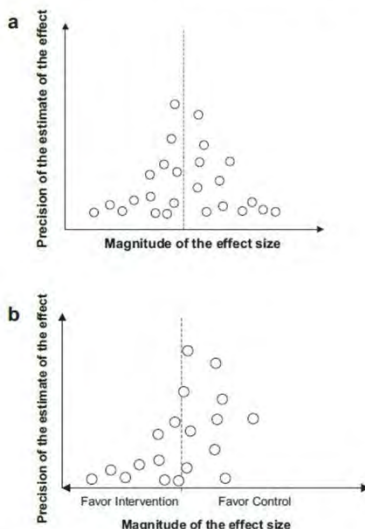 a
Precision of the estimate of the effect
Magnitude of the effect size
b
Precision of the estimate of the effect
Favor Intervention
Favor Control
Magnitude of the effect size